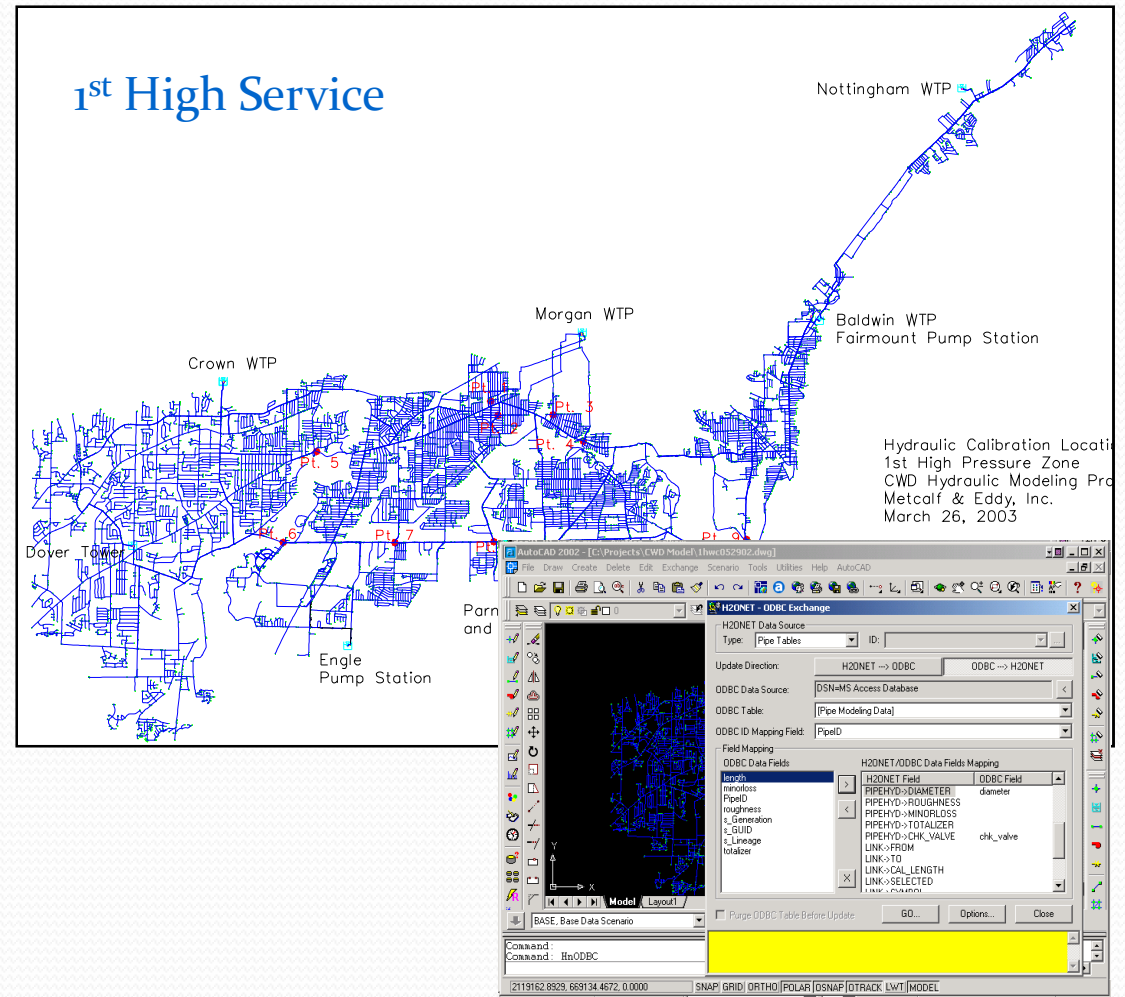 1st High Service
Nottingham WTP
Morgan WTP
Baldwin WTP
Fairmount Pump Station
Crown WTP
Pt. 3
Pt. 4
Pt. 5
Hydraulic Calibration
1st High Pressure Zone
CWD Hydraulic Modeling
Metcalf & Eddy, Inc.
March 26, 2003
Pt. 6
Pt. 7
Pt. 9
Dover Tower
and
Engle
Pump Station
AutoCAD 2002 - [C:\Projects\CWD Model\1hwc052902.dwg]
File Draw Create Delete Edit Exchange Scenario Tools Utilities Help AutoCAD
0
H2ONET - ODBC Exchange
H2ONET Data Source
Type: Pipe Tables ID: ...
Update Direction: H2ONET ---> ODBC ODBC ---> H2ONET
ODBC Data Source: DSN=MS Access Database <
ODBC Table: [Pipe Modeling Data]
ODBC ID Mapping Field: PipeID
Field Mapping
ODBC Data Fields
length
minorloss
PipeID
roughness
s_Generation
s_GUID
s_Lineage
totalizer
>
<
X
H2ONET/ODBC Data Fields Mapping
H2ONET Field ODBC Field
PIPEHYD->DIAMETER diameter
PIPEHYD->ROUGHNESS
PIPEHYD->MINORLOSS
PIPEHYD->TOTALIZER
PIPEHYD->CHK_VALVE chk_valve
LINK->FROM
LINK->TO
LINK->CAL_LENGTH
LINK->SELECTED
LINK->SYMBOL
Purge ODBC Table Before Update GO... Options... Close
Y
X
Model Layout1
BASE, Base Data Scenario
Command:
Command: HnODBC
2119162.8929, 669134.4672, 0.0000 SNAP GRID ORTHO POLAR OSNAP OTRACK LWT MODEL